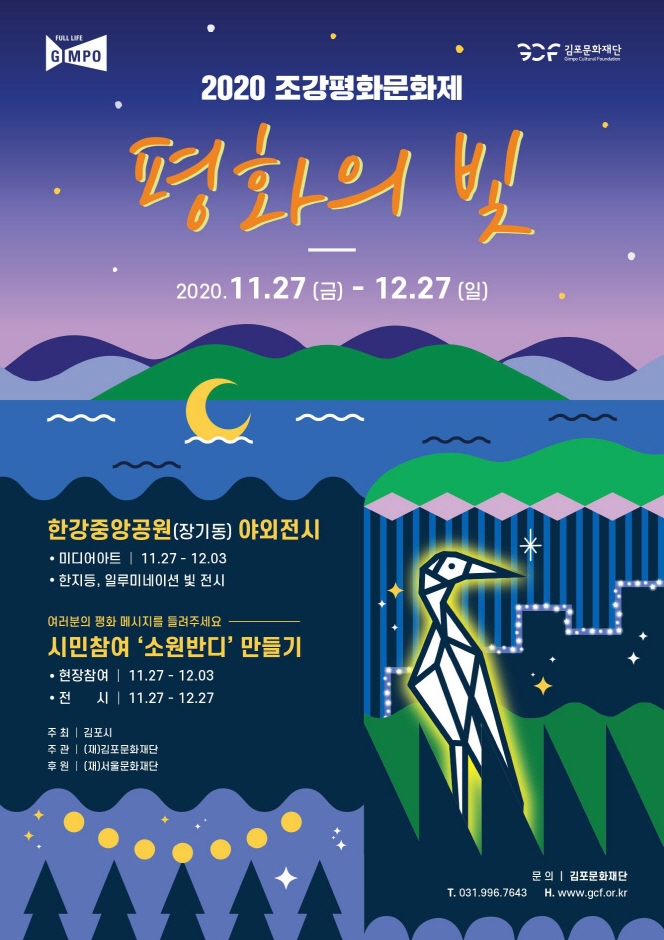 FULL LIFE
GIMPO
GCF 김포문화재단
Gimpo Cultural Foundation
2020 조강평화문화제
평화의 빛
2020.11.27 (금) - 12.27 (일)
한강중앙공원(장기동) 야외전시
• 미디어아트 | 11.27 - 12.03
• 한지등, 일루미네이션 빛 전시
여러분의 평화 메시지를 들려주세요
시민참여 ‘소원반디’ 만들기
• 현장참여 | 11.27 - 12.03
• 전 시 | 11.27 - 12.27
주 최 | 김포시
주 관 | (재)김포문화재단
후 원 | (재)서울문화재단
문 의 | 김포문화재단
T. 031.996.7643 H. www.gcf.or.kr